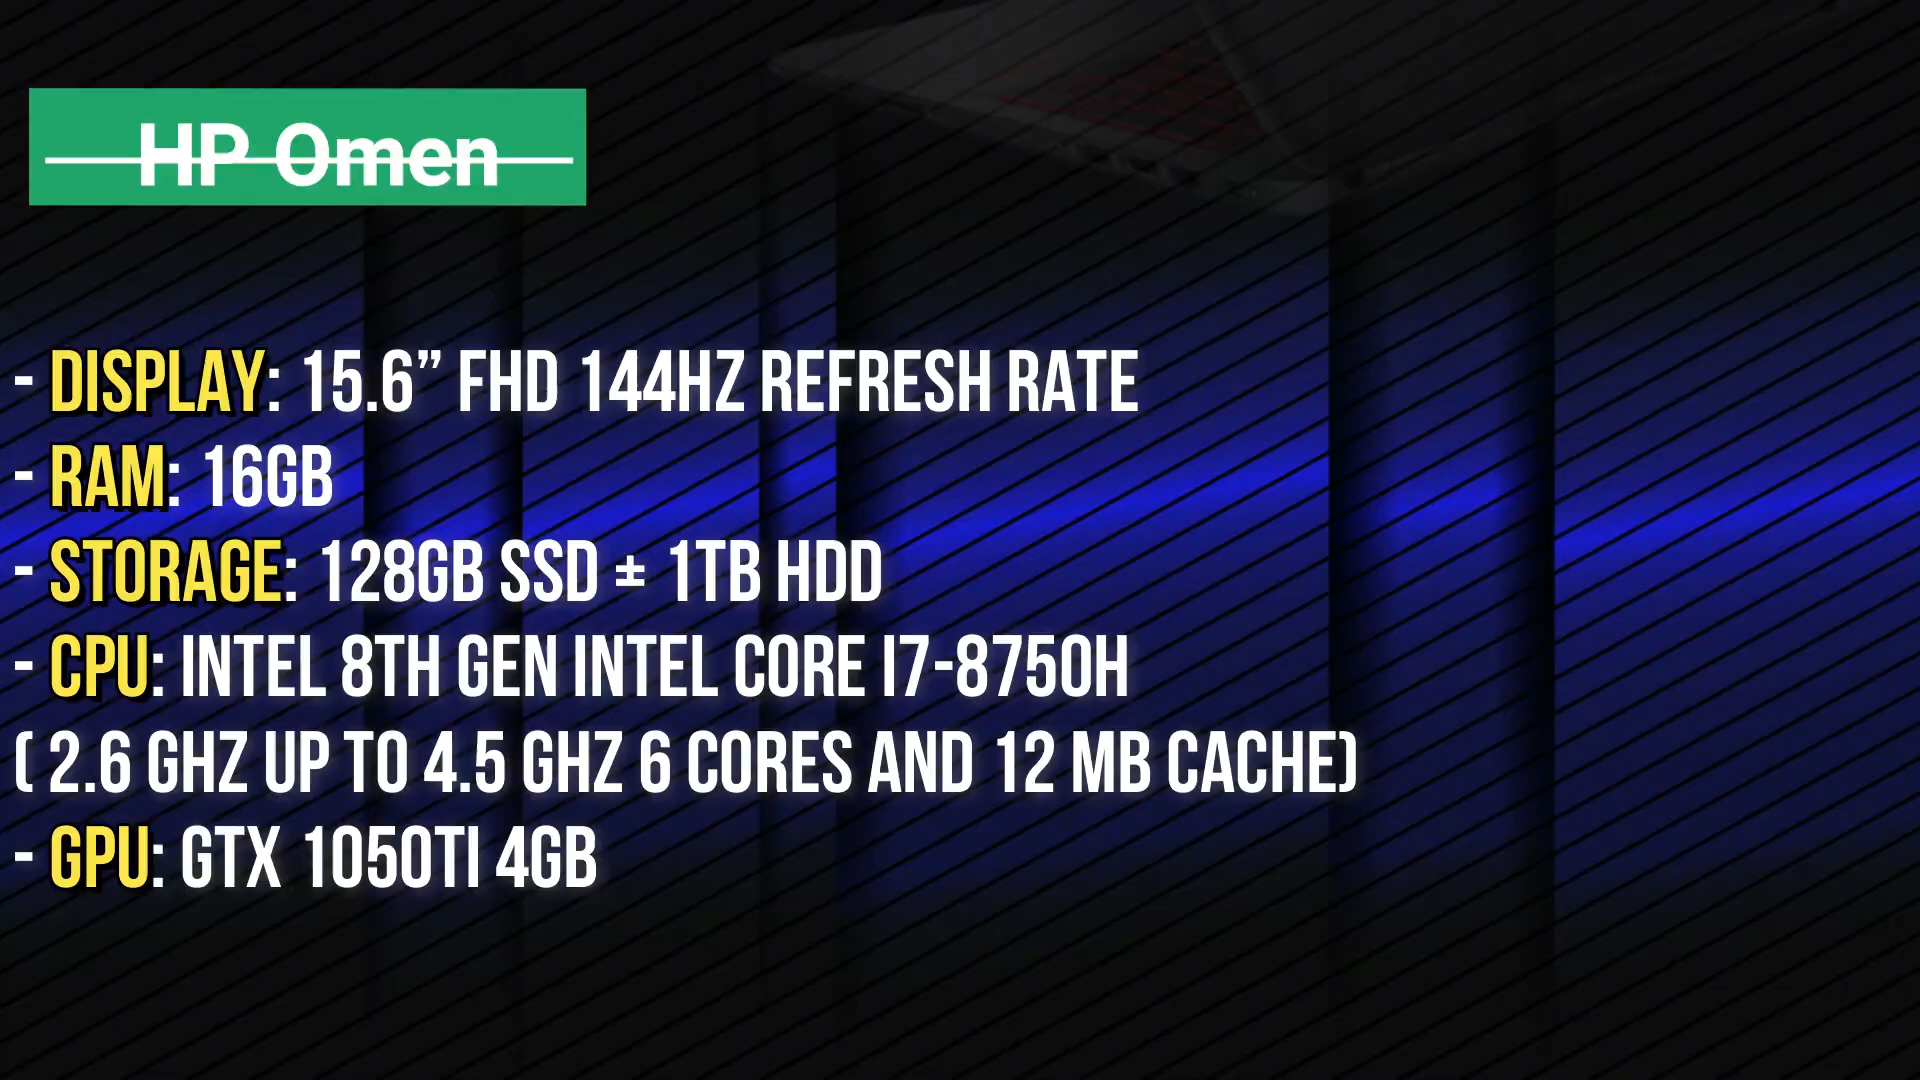 HP Omen
- DISPLAY: 15.6” FHD 144HZ REFRESH RATE
- RAM: 16GB
- STORAGE: 128GB SSD ± 1TB HDD
- CPU: INTEL 8TH GEN INTEL CORE I7-8750H
( 2.6 GHZ UP TO 4.5 GHZ 6 CORES AND 12 MB CACHE)
- GPU: GTX 1050TI 4GB